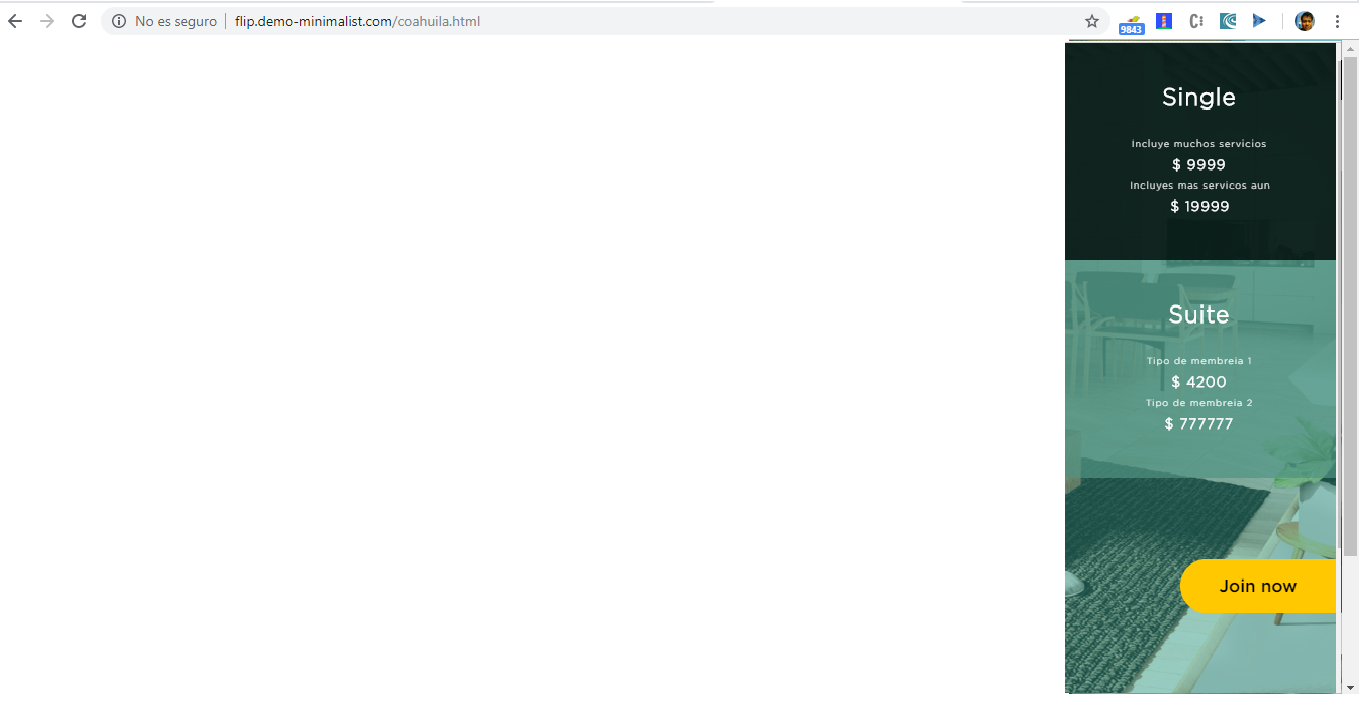 No es seguro flip.demo-minimalist.com/coahuila.html
9843
Single
Incluye muchos servicios
$ 9999
Incluyes mas servicos aun
$ 19999
Suite
Tipo de membreia 1
$ 4200
Tipo de membreia 2
$ 777777
Join now